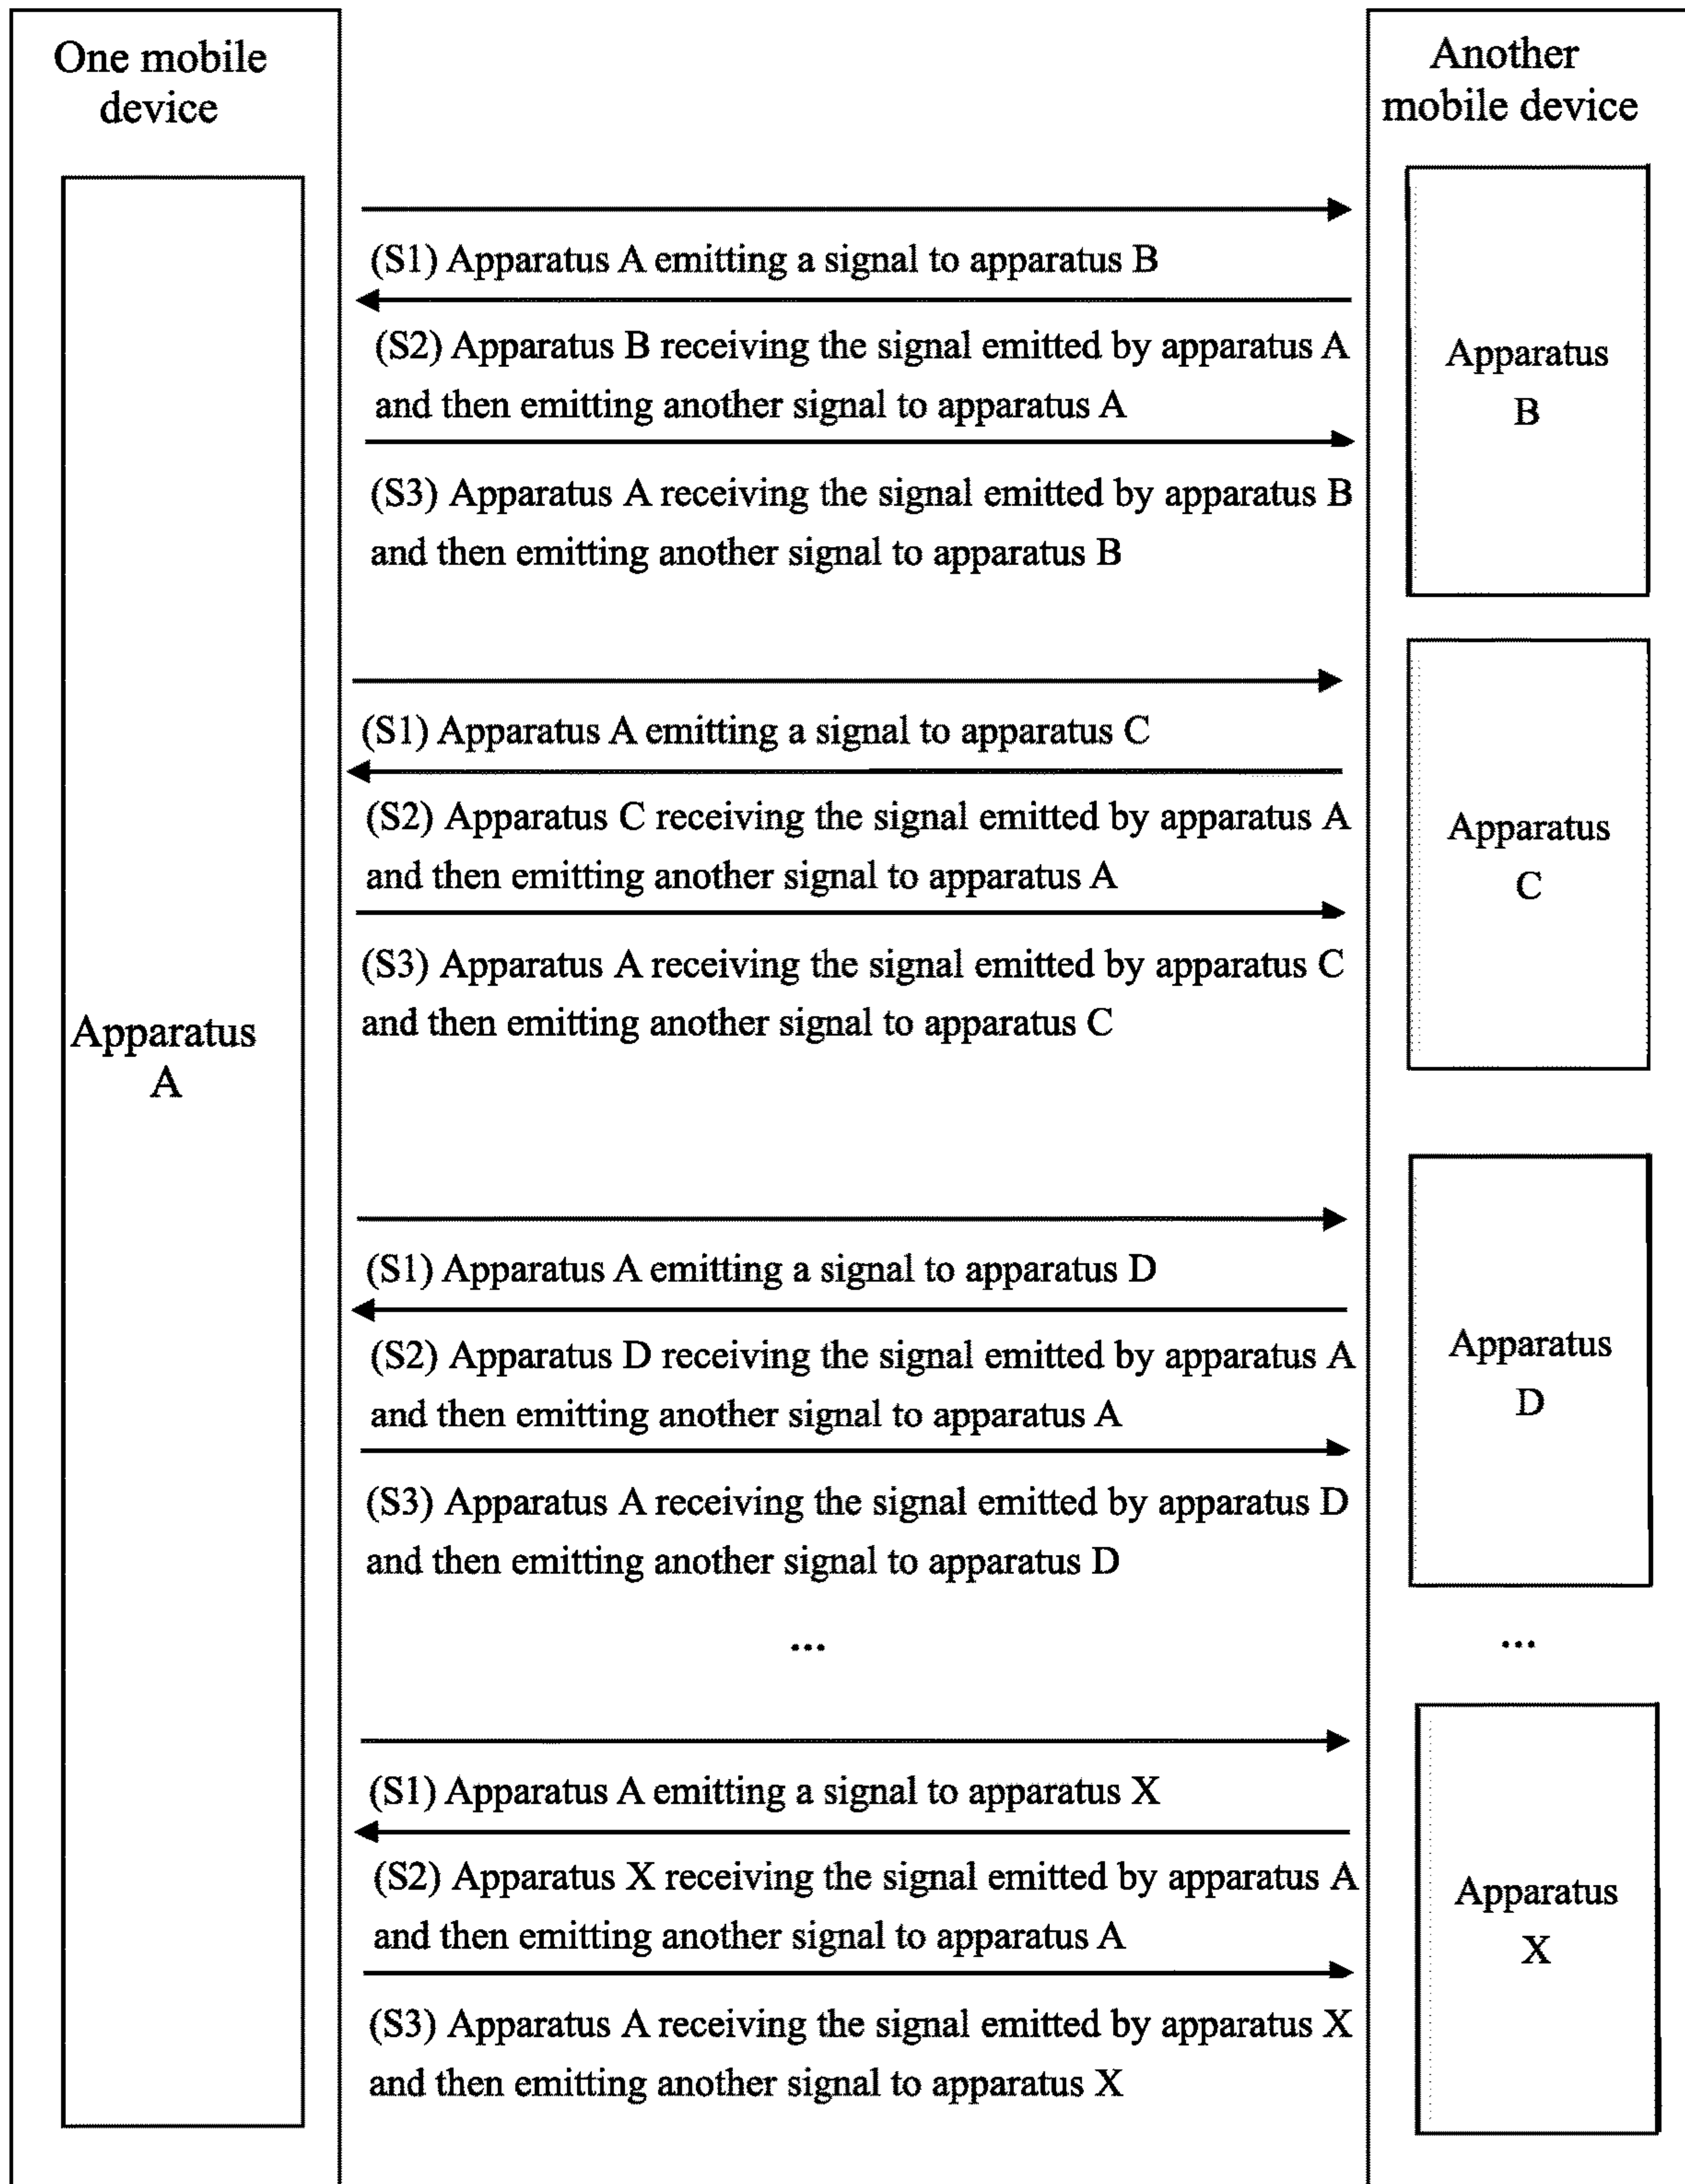 One mobile
device
Another
mobile device
(S1) Apparatus A emitting a signal to apparatus B
(S2) Apparatus B receiving the signal emitted by apparatus A
and then emitting another signal to apparatus A
(S3) Apparatus A receiving the signal emitted by apparatus B
and then emitting another signal to apparatus B
Apparatus
B
(S1) Apparatus A emitting a signal to apparatus C
(S2) Apparatus C receiving the signal emitted by apparatus A
and then emitting another signal to apparatus A
(S3) Apparatus A receiving the signal emitted by apparatus C
and then emitting another signal to apparatus C
Apparatus
C
Apparatus
A
(S1) Apparatus A emitting a signal to apparatus D
(S2) Apparatus D receiving the signal emitted by apparatus A
and then emitting another signal to apparatus A
(S3) Apparatus A receiving the signal emitted by apparatus D
and then emitting another signal to apparatus D
Apparatus
D
...
...
(S1) Apparatus A emitting a signal to apparatus X
(S2) Apparatus X receiving the signal emitted by apparatus A
and then emitting another signal to apparatus A
(S3) Apparatus A receiving the signal emitted by apparatus X
and then emitting another signal to apparatus X
Apparatus
X